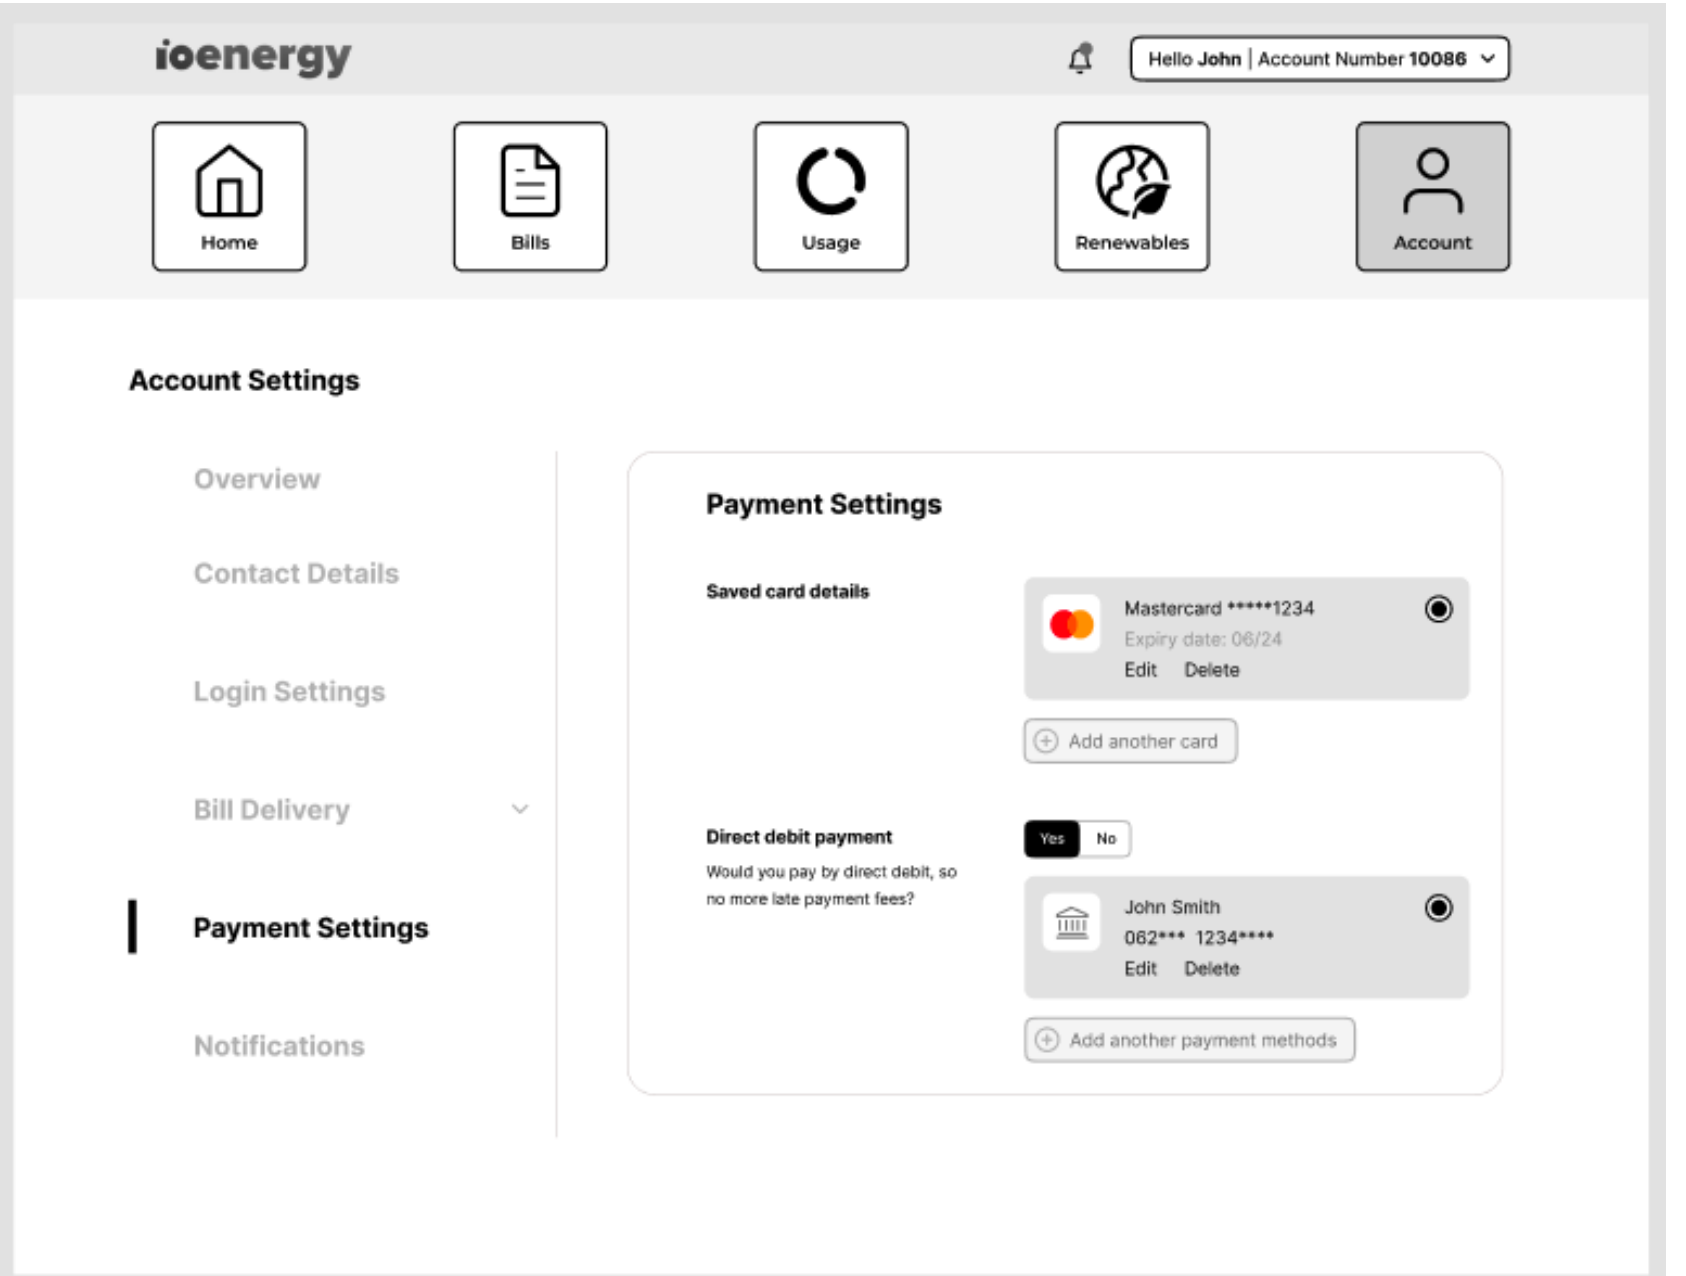 ioenergy
Hello John | Account Number 10086
Home
Bills
Usage
Renewables
Account
Account Settings
Overview
Contact Details
Login Settings
Bill Delivery
Payment Settings
Notifications
Payment Settings
Saved card details
Mastercard *****1234
Expiry date: 06/24
Edit Delete
Add another card
Direct debit payment
Would you pay by direct debit, so
no more late payment fees?
Yes No
John Smith
062*** 1234****
Edit Delete
Add another payment methods